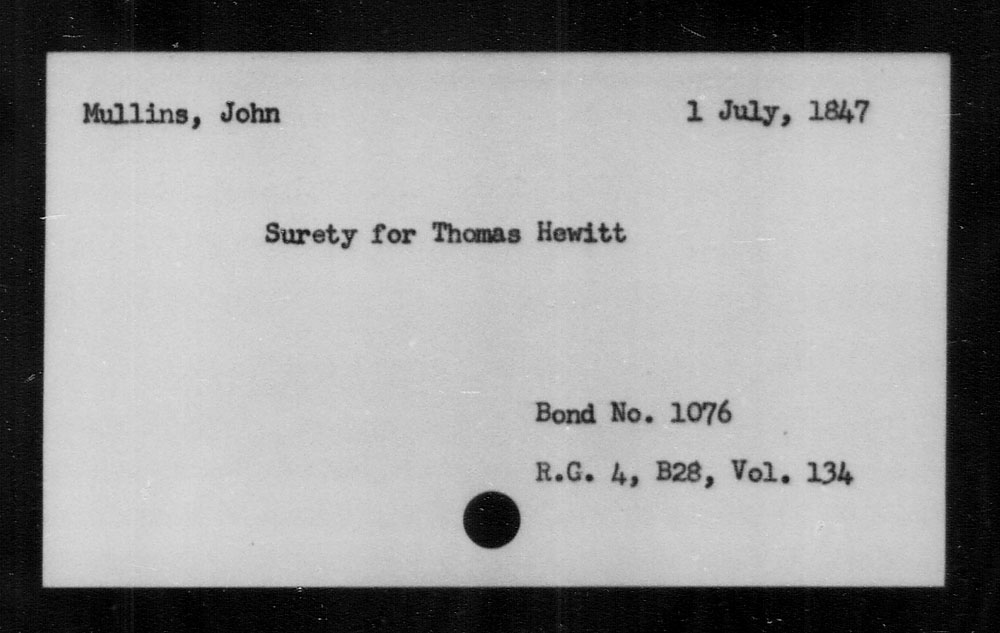 Mullins, John 1 July, 1847
Surety for Thomas Hewitt
Bond No. 1076
R.G. 4, B28, Vol. 134